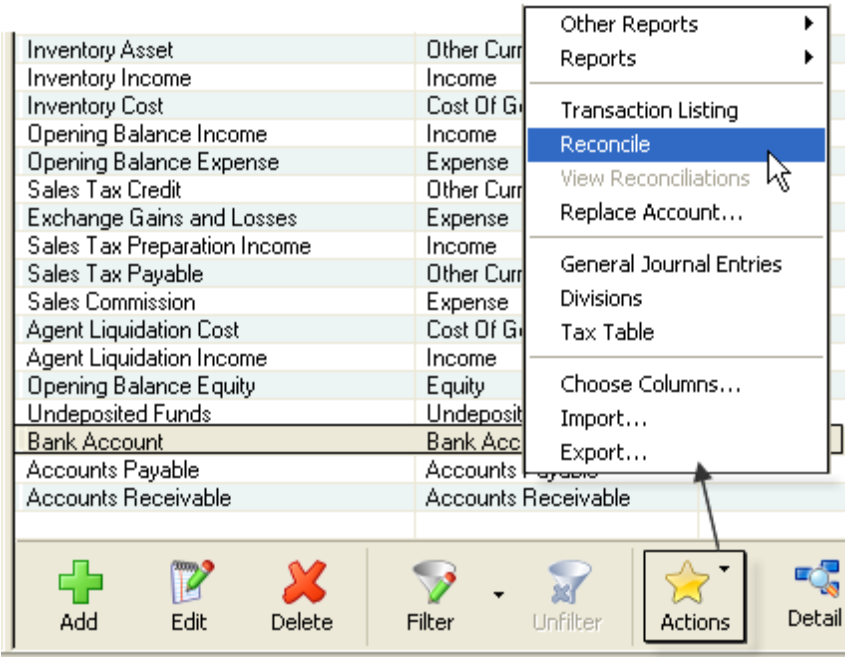 Other Reports
Reports
Transaction Listing
Reconcile
View Reconciliations
Replace Account...
General Journal Entries
Divisions
Tax Table
Choose Columns...
Import...
Export...
Inventory Asset Other Curr
Inventory Income Income
Inventory Cost Cost Of G
Opening Balance Income Income
Opening Balance Expense Expense
Sales Tax Credit Other Curr
Exchange Gains and Losses Expense
Sales Tax Preparation Income Income
Sales Tax Payable Other Curr
Sales Commission Expense
Agent Liquidation Cost Cost Of G
Agent Liquidation Income Income
Opening Balance Equity Equity
Undeposited Funds Undeposit
Bank Account Bank Acc
Accounts Payable Accounts Payable
Accounts Receivable Accounts Receivable
Add Edit Delete Filter Unfilter Actions Detail